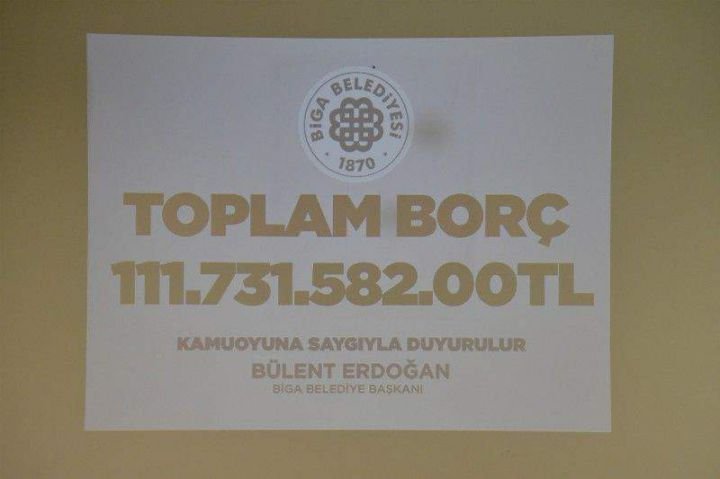 BİGA BELEDİYESİ
1870
TOPLAM BORÇ
111.731.582.00TL
KAMUOYUNA SAYGIYLA DUYURULUR
BÜLENT ERDOĞAN
BİGA BELEDİYE BAŞKANI